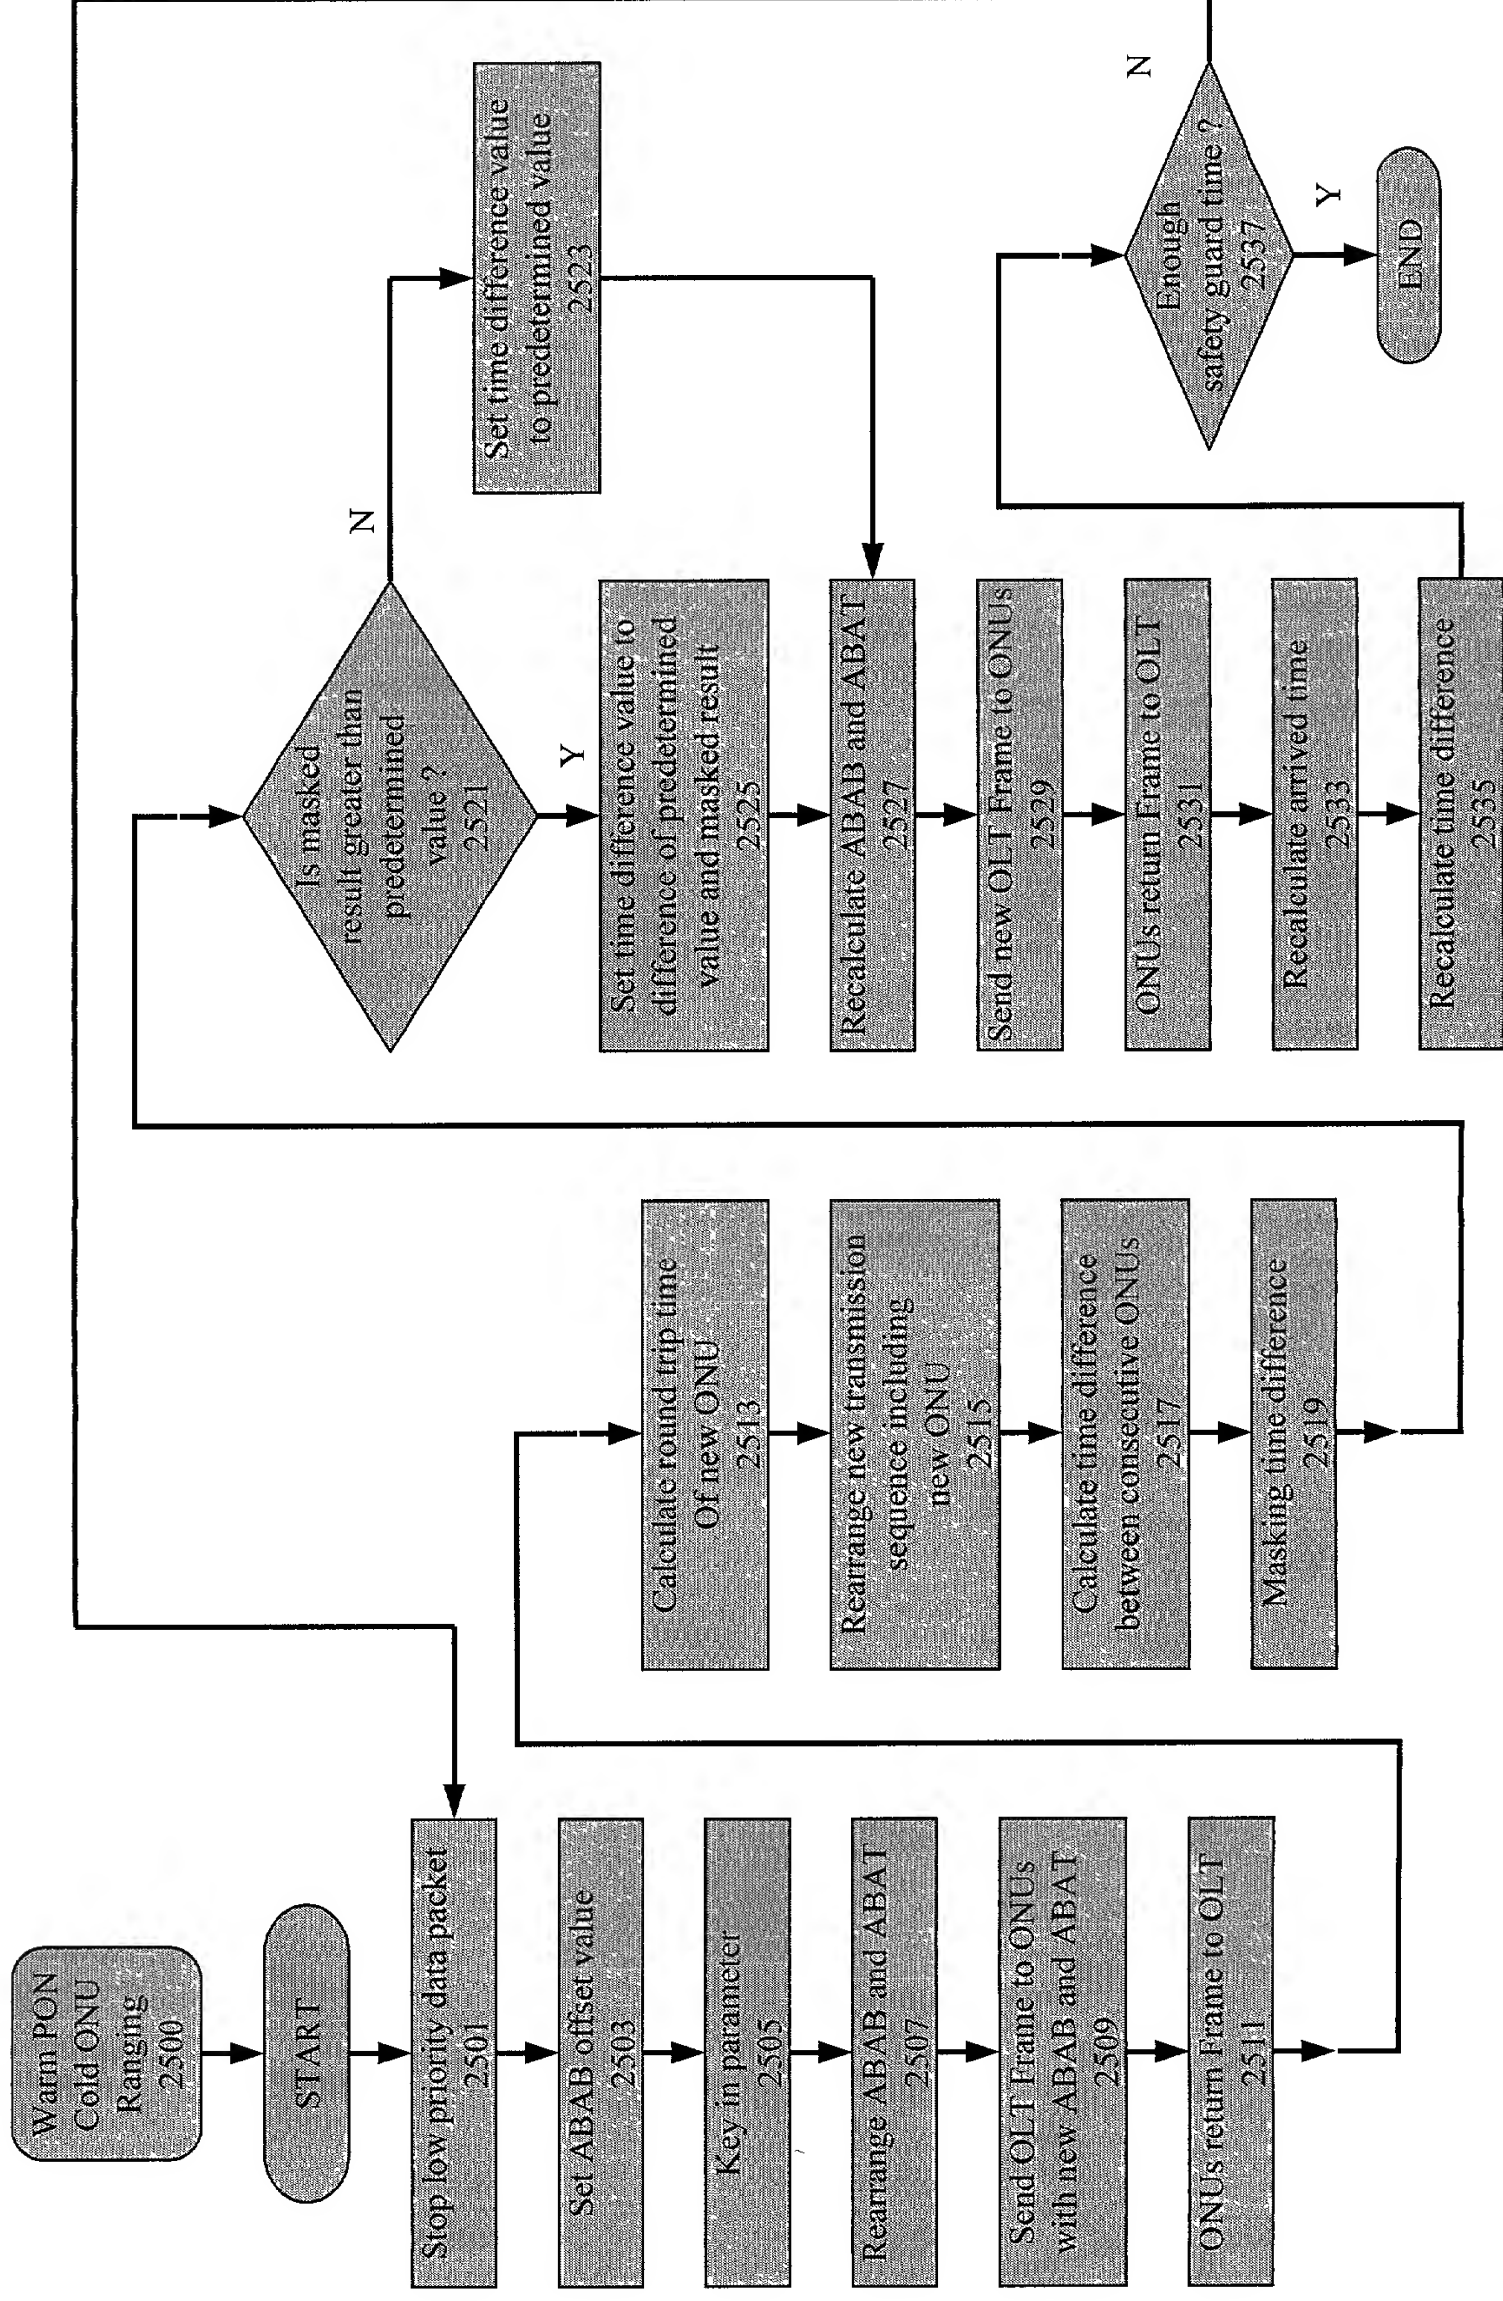 Warm PON
Cold ONU
Ranging
2500
START
Stop low priority data packet
2501
Set ABAB offset value
2503
Key in parameter
2505
Rearrange ABAB and ABAT
2507
Send OLT Frame to ONUs
with new ABAB and ABAT
2509
ONUs return Frame to OLT
2511
Calculate round trip time
Of new ONU
2513
Rearrange new transmission
sequence including
new ONU
2515
Calculate time difference
between consecutive ONUs
2517
Masking time difference
2519
Is masked
result greater than
predetermined
value ?
2521
N
Y
Set time difference value
to predetermined value
2523
Set time difference value to
difference of predetermined
value and masked result
2525
Recalculate ABAB and ABAT
2527
Send new OLT Frame to ONUs
2529
ONUs return Frame to OLT
2531
Recalculate arrived time
2533
Recalculate time difference
2535
Enough
safety guard time ?
2537
N
Y
END